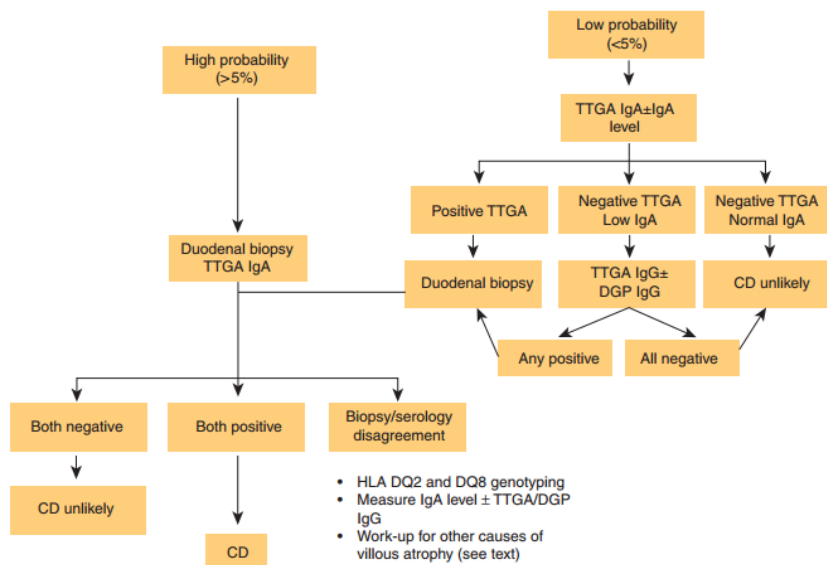 High probability
(>5%)
Low probability
(<5%)
TTGA IgA±IgA
level
Positive TTGA
Negative TTGA
Low IgA
Negative TTGA
Normal IgA
Duodenal biopsy
TTGA IgA
Duodenal biopsy
TTGA IgG±
DGP IgG
CD unlikely
Any positive
All negative
Both negative
Both positive
Biopsy/serology
disagreement
CD unlikely
CD
• HLA DQ2 and DQ8 genotyping
• Measure IgA level ± TTGA/DGP
IgG
• Work-up for other causes of
villous atrophy (see text)